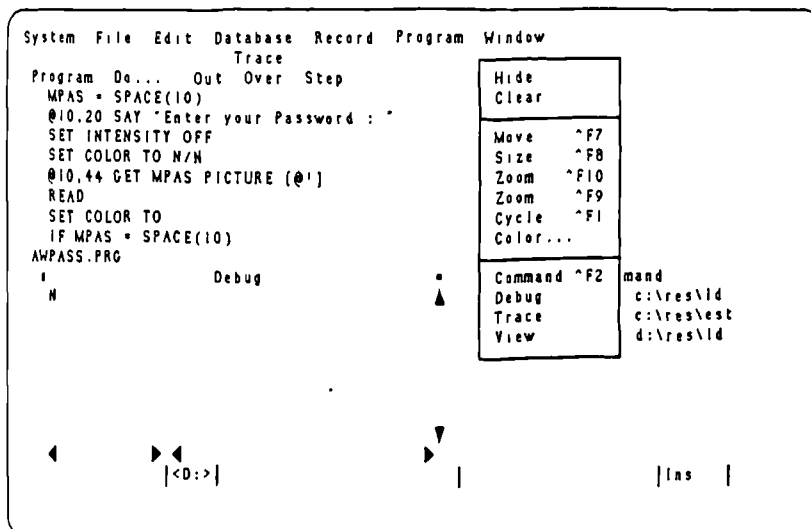 System File Edit Database Record Program Window
Trace
Program Do... Out Over Step
MPAS = SPACE(10)
@10,20 SAY "Enter your Password : "
SET INTENSITY OFF
SET COLOR TO N/N
@10,44 GET MPAS PICTURE [@!]
READ
SET COLOR TO
IF MPAS = SPACE(10)
AWPASS.PRG
Debug
N
Hide
Clear
Move ^F7
Size ^F8
Zoom ^F10
Zoom ^F9
Cycle ^F1
Color...
Command ^F2 mand
Debug c:\res\ld
Trace c:\res\est
View d:\res\ld
|<D:>| | |Ins |